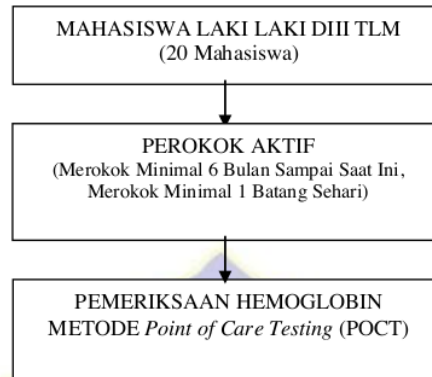 MAHASISWA LAKI LAKI DIII TLM
(20 Mahasiswa)
PEROKOK AKTIF
(Merokok Minimal 6 Bulan Sampai Saat Ini,
Merokok Minimal 1 Batang Sehari)
PEMERIKSAAN HEMOGLOBIN
METODE Point of Care Testing (POCT)